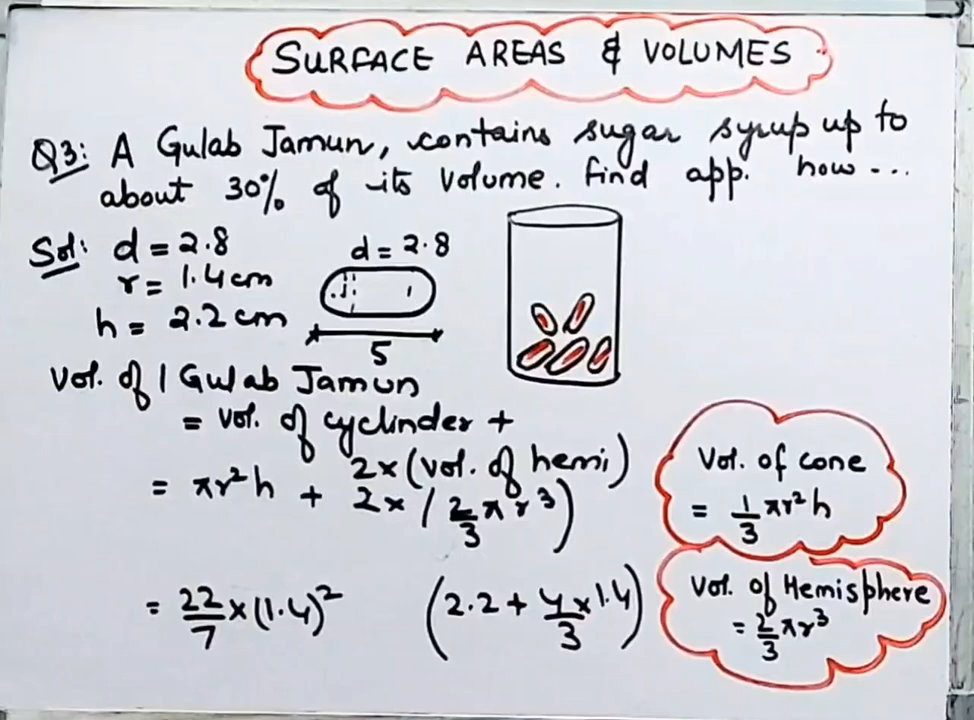 SURFACE AREAS & VOLUMES
Q3: A Gulab Jamun, contains sugar syrup up to
about 30% of its volume. find app. how ...
Sol: d = 2.8
r = 1.4 cm
h = 2.2 cm
d = 2.8
5
Vol. of 1 Gulab Jamun
= vol. of cyclinder +
2×(vol. of hemi)
= πr²h + 2×(2/3 πr³)
= 22/7 × (1.4)² (2.2 + 4/3 × 1.4)
Vol. of cone
= 1/3 πr²h
Vol. of Hemisphere
= 2/3 πr³